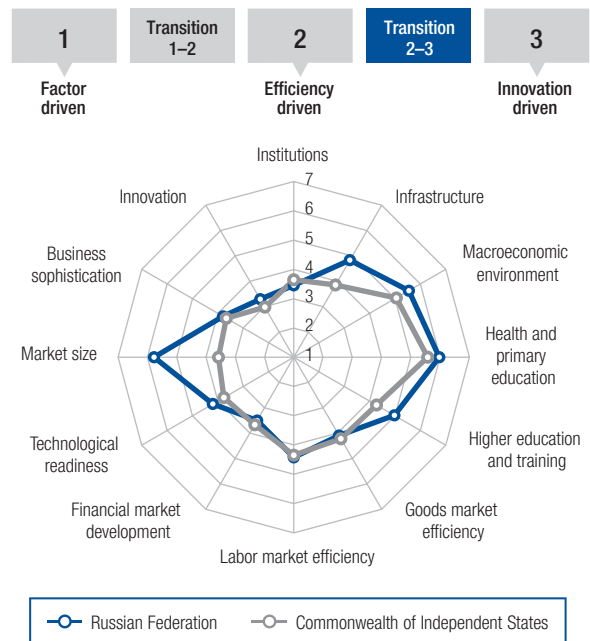 1
Transition
1–2
2
Transition
2–3
3
Factor
driven
Efficiency
driven
Innovation
driven
Institutions
7
6
5
4
3
2
1
Infrastructure
Macroeconomic
environment
Health and
primary
education
Higher education
and training
Goods market
efficiency
Labor market efficiency
Financial market
development
Technological
readiness
Market size
Business
sophistication
Innovation
Russian Federation
Commonwealth of Independent States